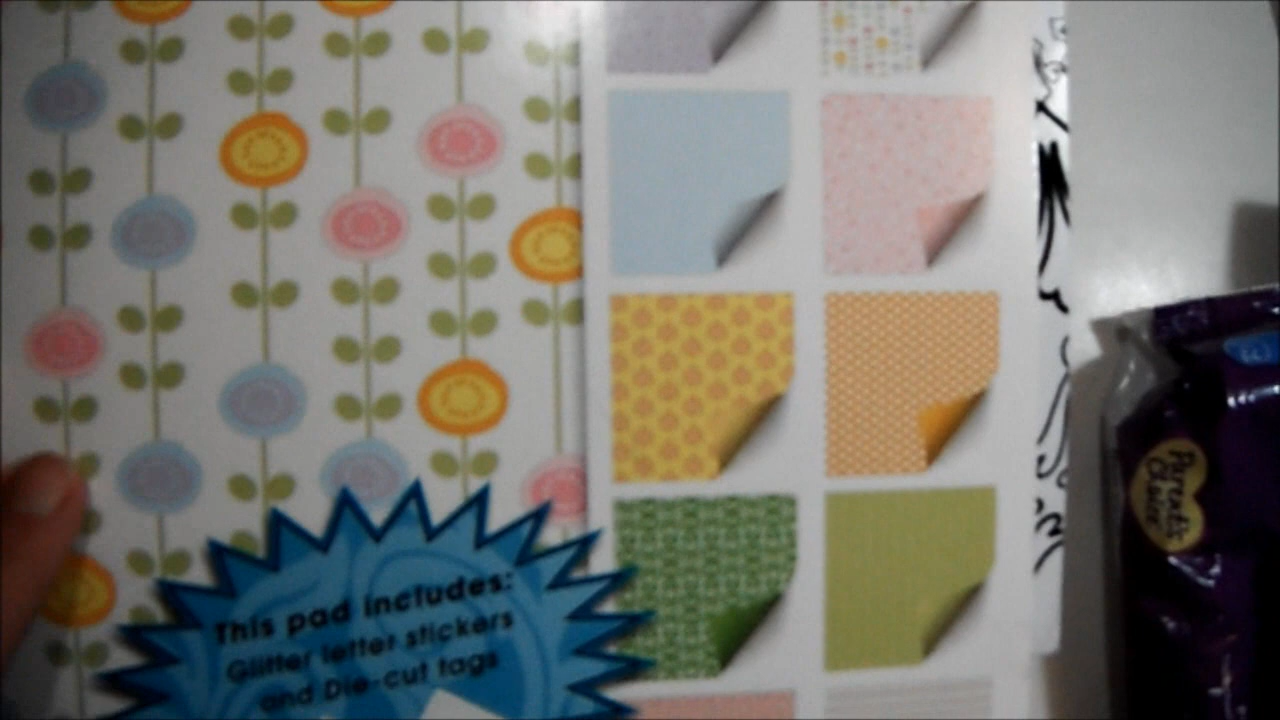 This pad includes:
Glitter letter stickers
and Die-cut tags
Parent's
Choice